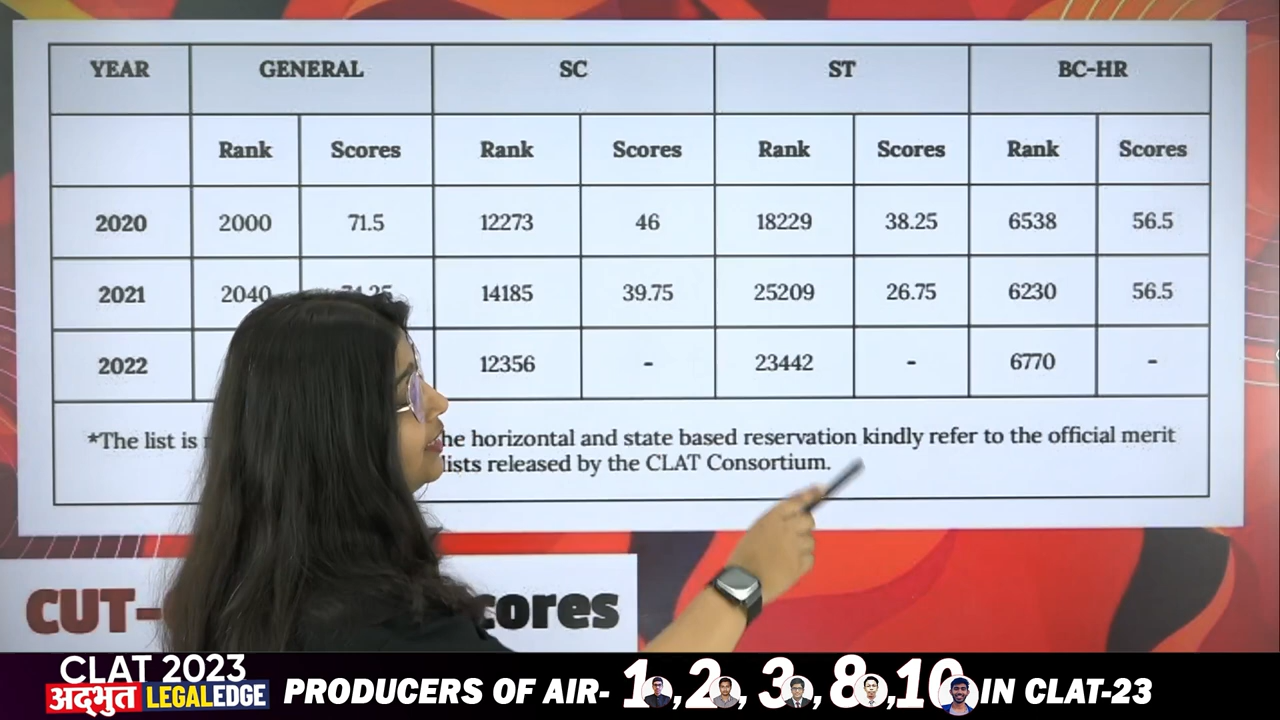 YEAR GENERAL SC ST BC-HR
Rank Scores Rank Scores Rank Scores Rank Scores
2020 2000 71.5 12273 46 18229 38.25 6538 56.5
2021 2040 14185 39.75 25209 26.75 6230 56.5
2022 12356 - 23442 - 6770 -
*The list is he horizontal and state based reservation kindly refer to the official merit
lists released by the CLAT Consortium.
CUT- cores
CLAT 2023
अद्भुत LEGALEDGE
PRODUCERS OF AIR- 1, 2, 3, 8, 10 IN CLAT-23